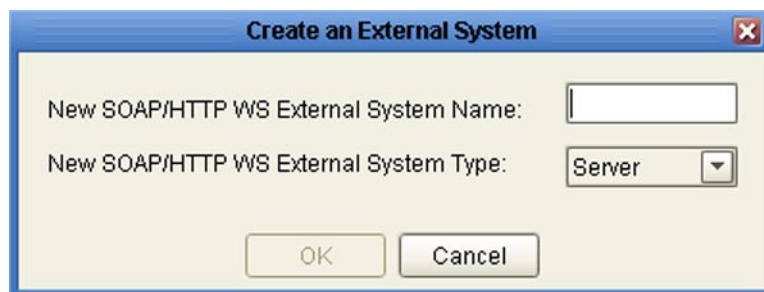 Create an External System
New SOAP/HTTP WS External System Name:
New SOAP/HTTP WS External System Type: Server
OK Cancel